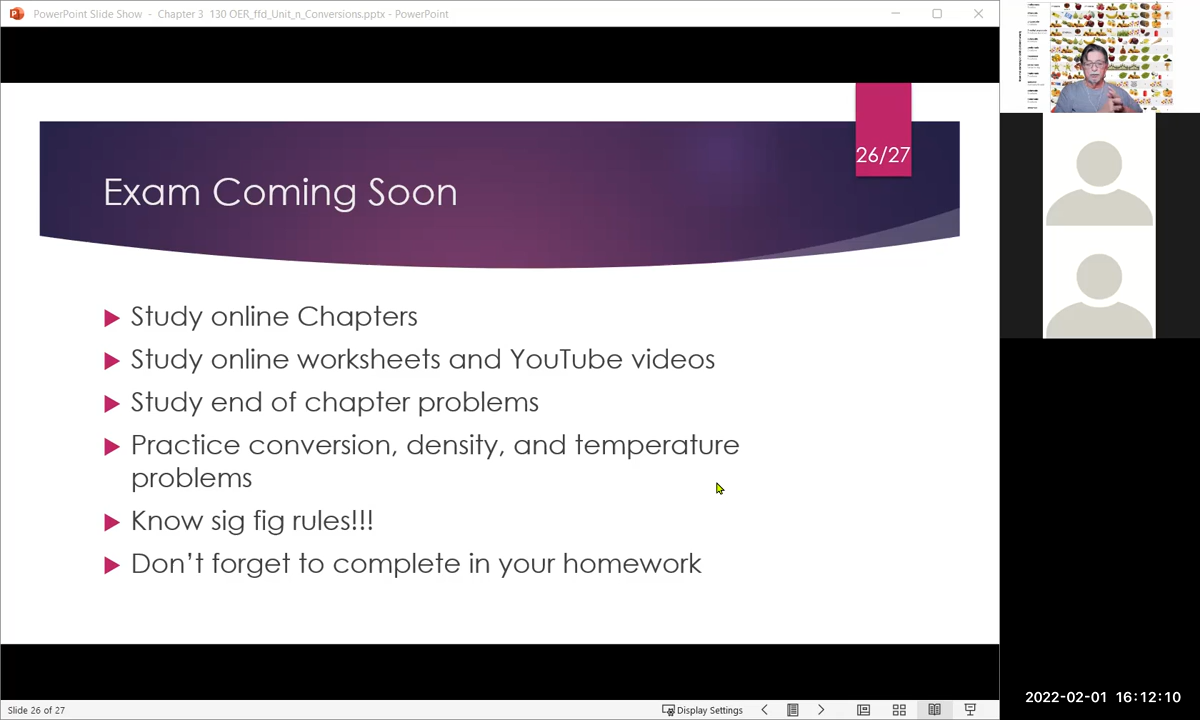 PowerPoint Slide Show - Chapter 3 130 OER_ffd_Unit_n_Conversions.pptx - PowerPoint
26/27
Exam Coming Soon
Study online Chapters
Study online worksheets and YouTube videos
Study end of chapter problems
Practice conversion, density, and temperature
problems
Know sig fig rules!!!
Don't forget to complete in your homework
2022-02-01 16:12:10
Slide 26 of 27
Display Settings